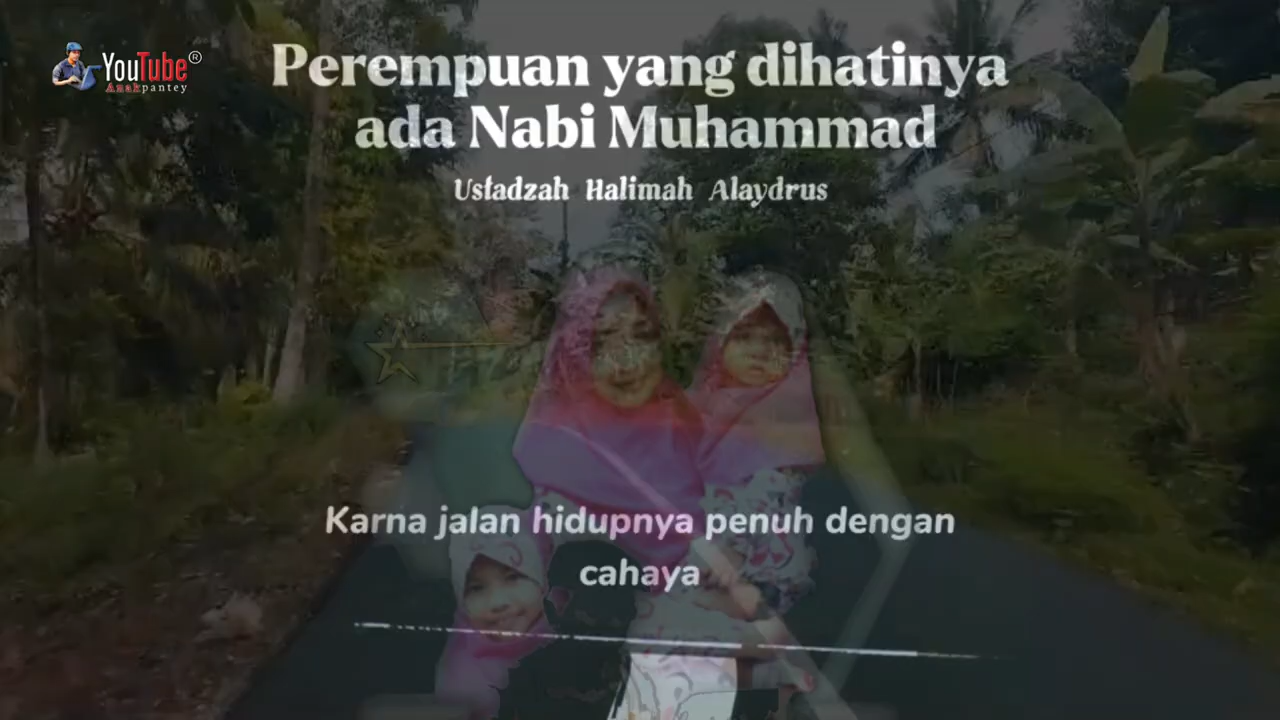 YouTube®
Anakpantey
Perempuan yang dihatinya
ada Nabi Muhammad
Ustadzah Halimah Alaydrus
Karna jalan hidupnya penuh dengan
cahaya